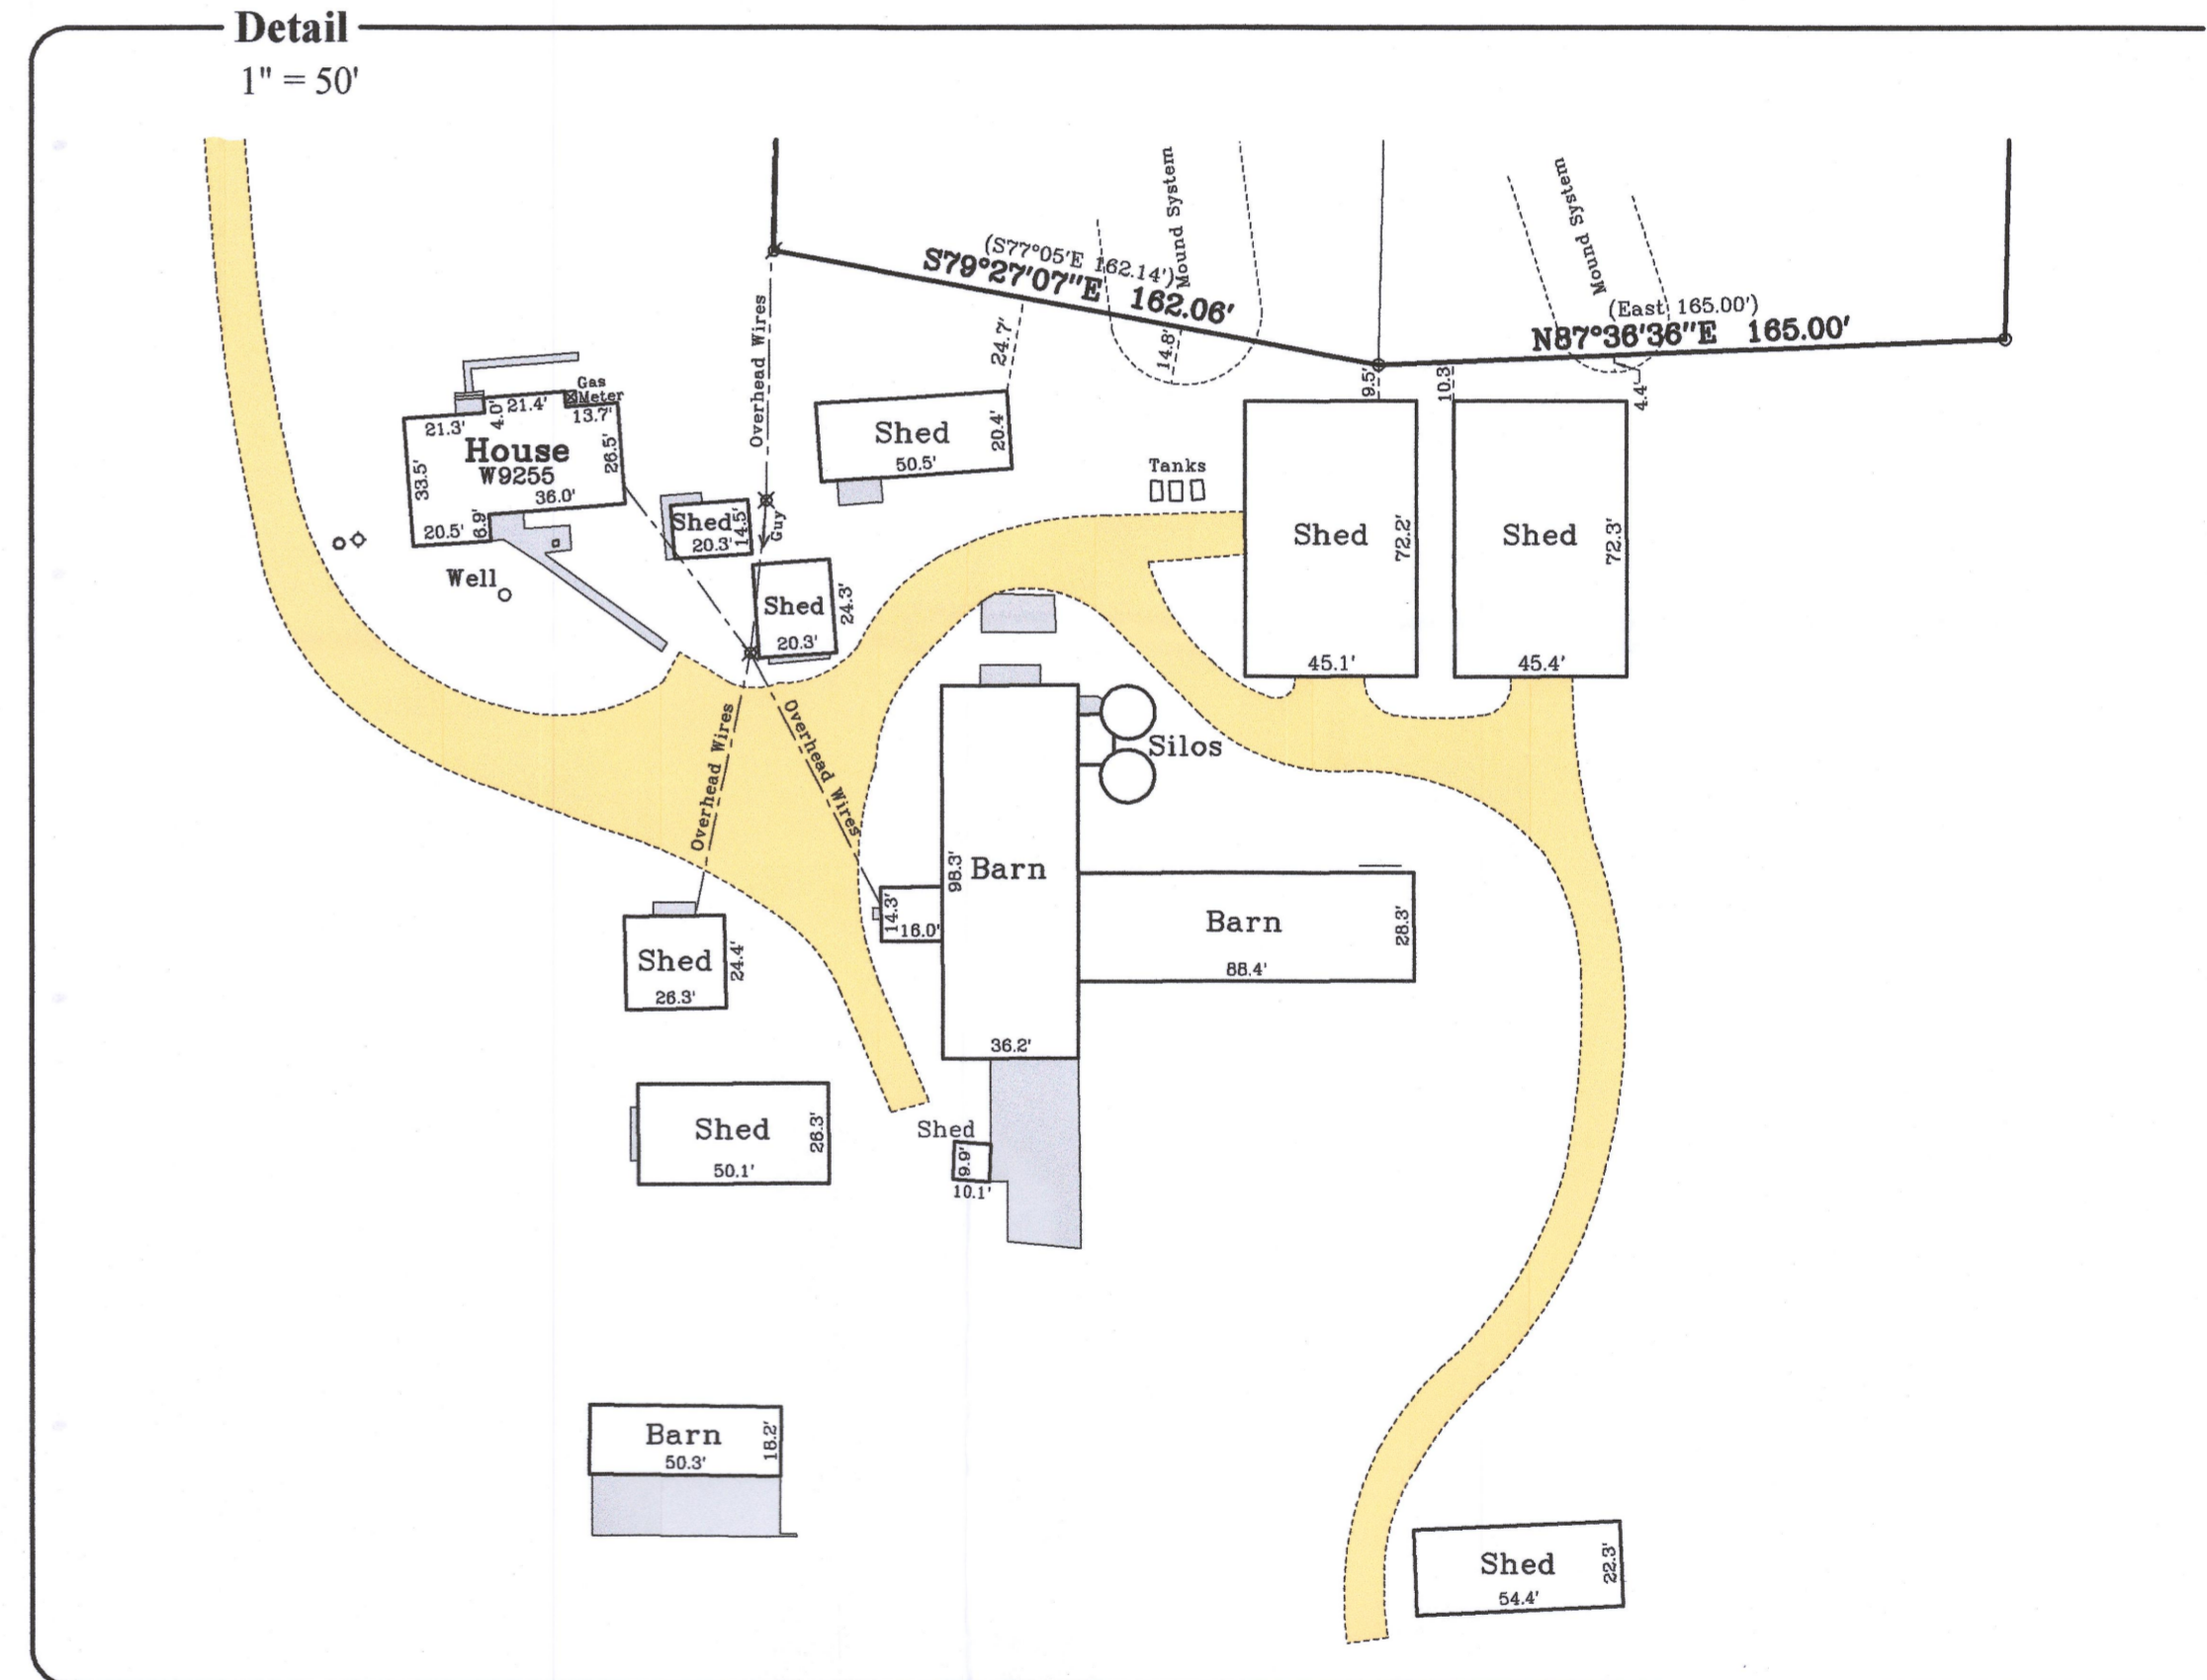 Detail
1" = 50'
Mound System
Mound System
(S77°05'E 162.14')
S79°27'07"E 162.06'
(East 165.00')
N87°36'36"E 165.00'
Overhead Wires
24.7'
14.8'
9.5'
10.3'
4.4'
Gas
Meter
21.4'
13.7'
4.0'
21.3'
House
W9255
26.5'
33.5'
36.0'
20.5'
6.9'
Shed
20.4'
50.5'
Tanks
Shed
14.5'
20.3'
Guy
Shed
72.2'
45.1'
Shed
72.3'
45.4'
Well
Shed
24.3'
20.3'
Overhead Wires
Overhead Wires
Silos
Barn
98.3'
36.2'
14.3'
16.0'
Barn
28.3'
88.4'
Shed
24.4'
26.3'
Shed
26.3'
50.1'
Shed
9.9'
10.1'
Barn
18.2'
50.3'
Shed
22.3'
54.4'